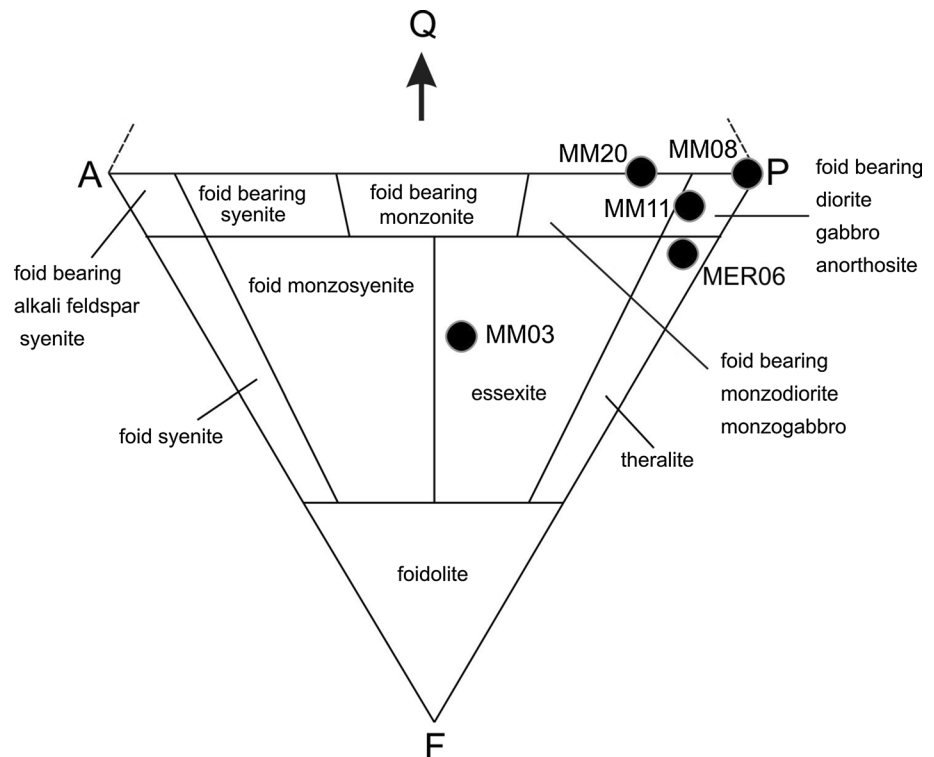 Q
A
P
MM20
MM08
foid bearing
syenite
foid bearing
monzonite
MM11
foid bearing
diorite
gabbro
anorthosite
foid bearing
alkali feldspar
syenite
foid monzosyenite
MER06
MM03
essexite
foid bearing
monzodiorite
monzogabbro
foid syenite
theralite
foidolite
F